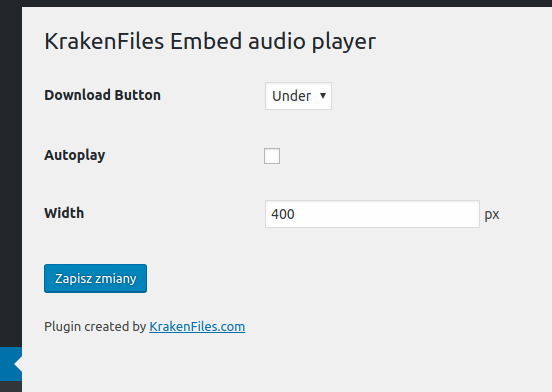 KrakenFiles Embed audio player
Download Button Under
Autoplay
Width 400 px
Zapisz zmiany
Plugin created by KrakenFiles.com